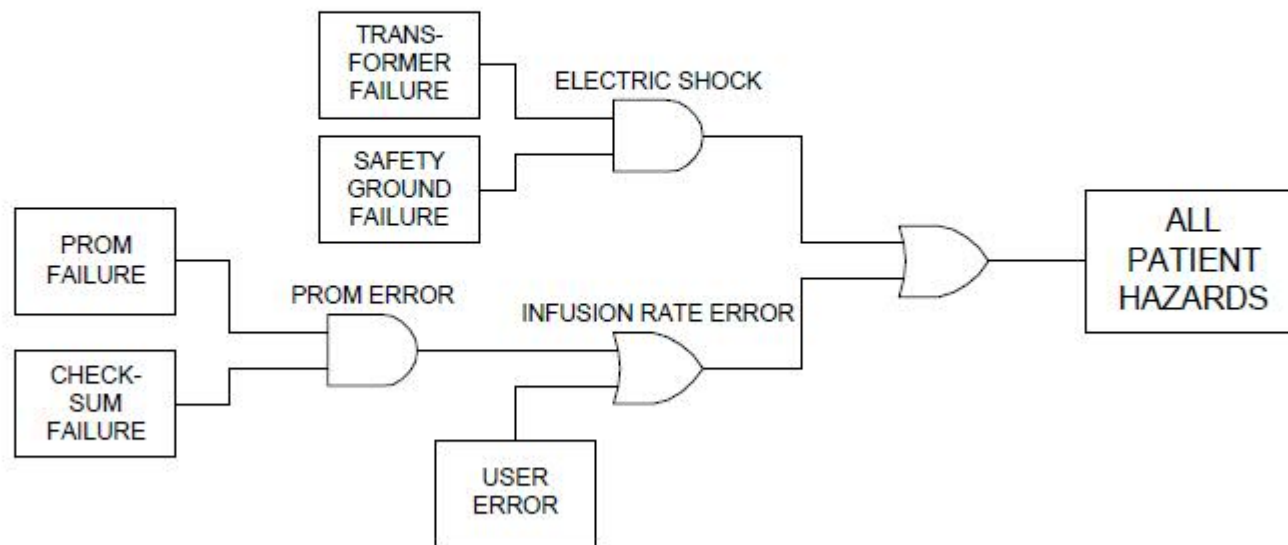 TRANS-
FORMER
FAILURE
ELECTRIC SHOCK
SAFETY
GROUND
FAILURE
ALL
PATIENT
HAZARDS
PROM
FAILURE
PROM ERROR
INFUSION RATE ERROR
CHECK-
SUM
FAILURE
USER
ERROR